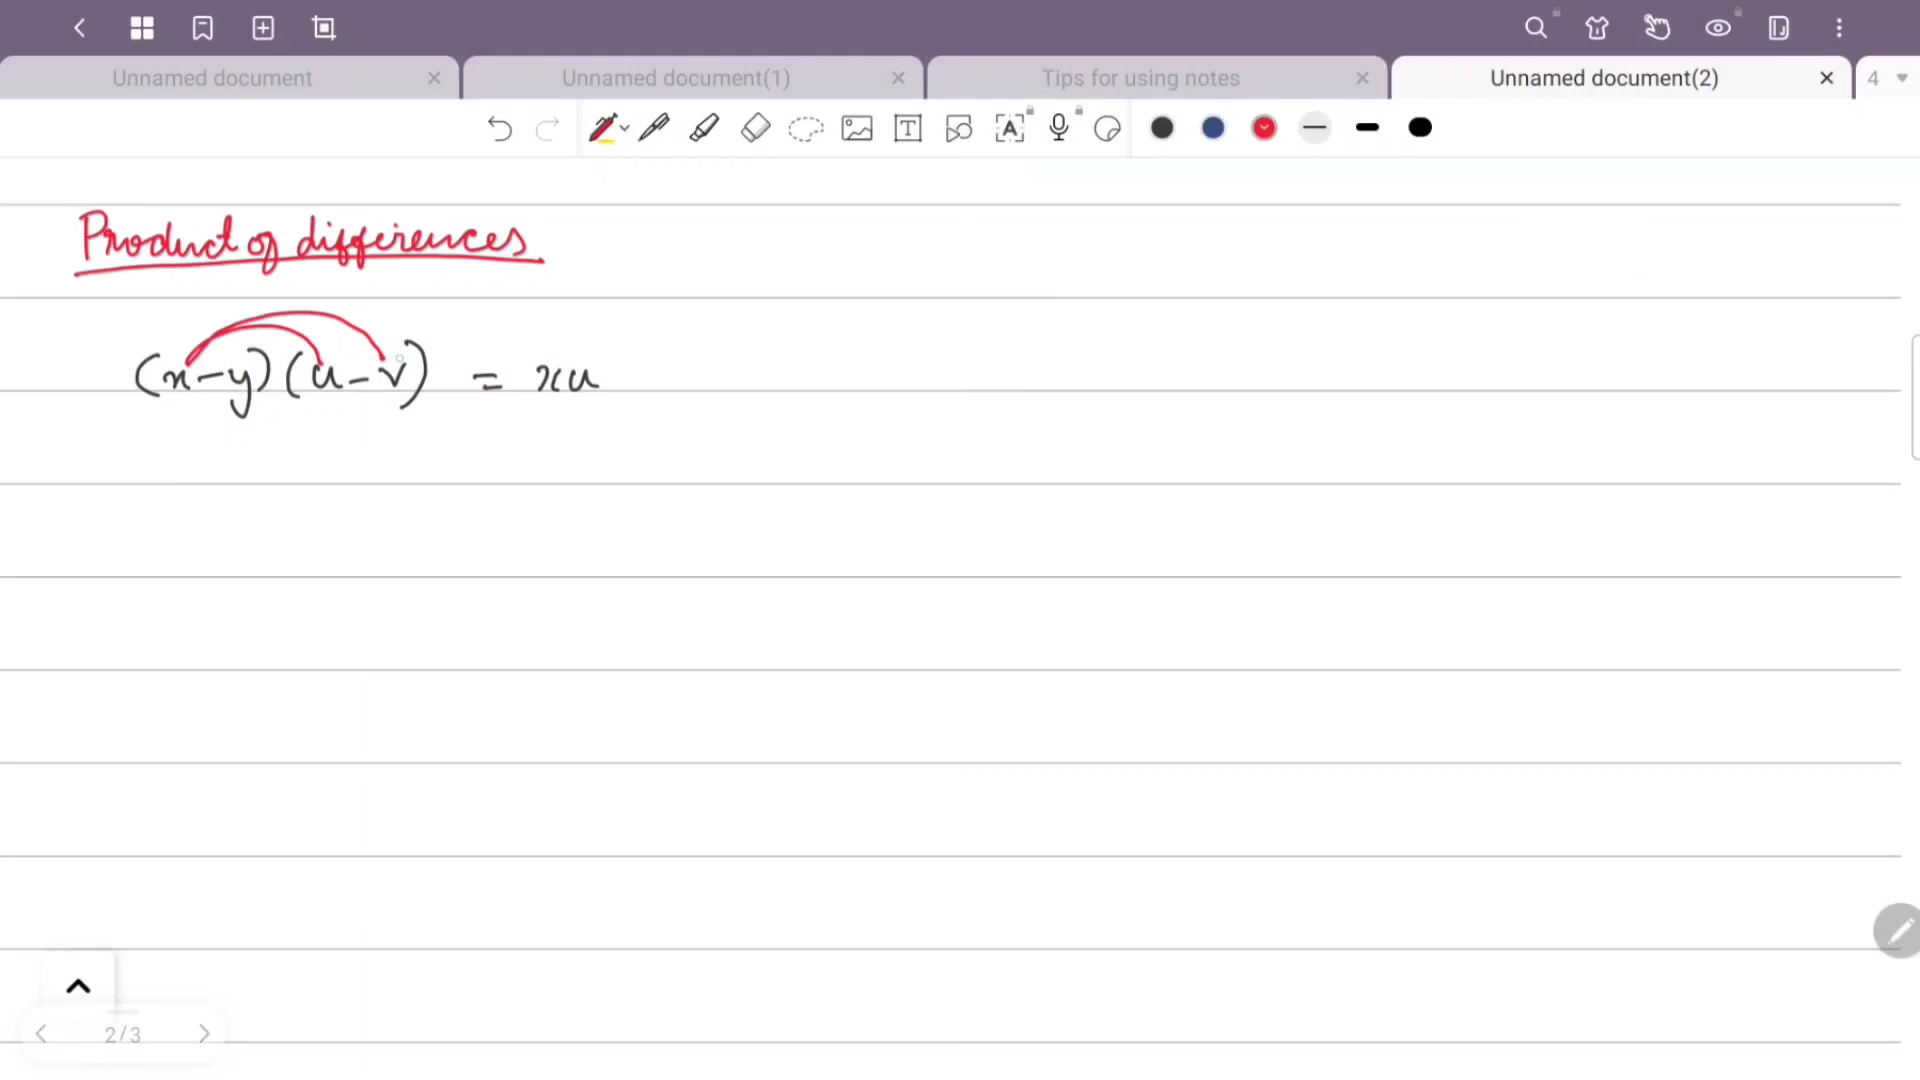 Unnamed document
Unnamed document(1)
Tips for using notes
Unnamed document(2)
4
Product of differences
(x-y)(u-v) = xu
2/3